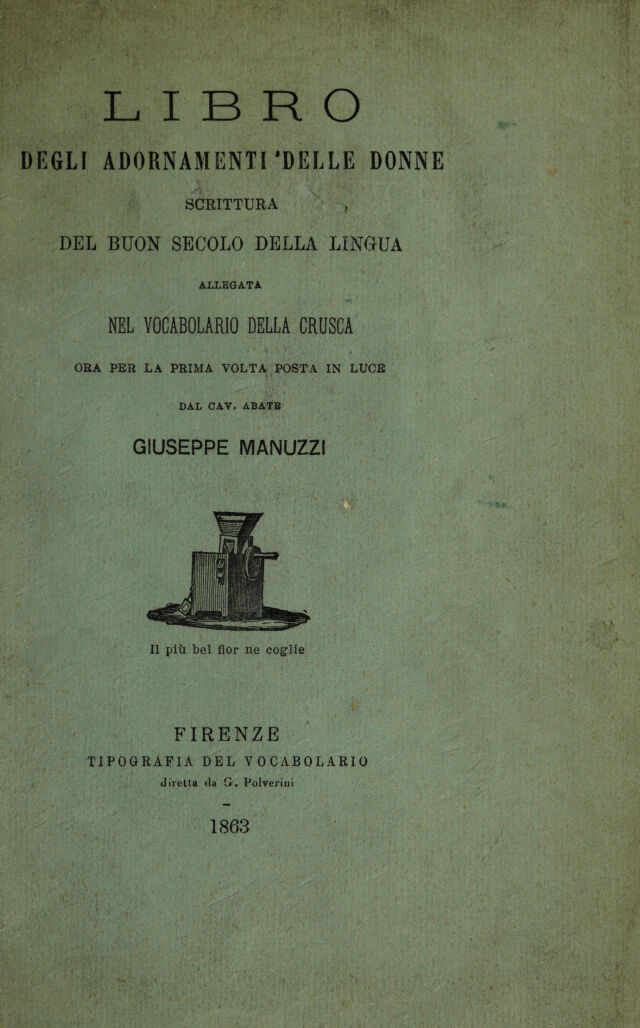 LIBRO
DEGLI ADORNAMENTI DELLE DONNE
SCRITTURA
DEL BUON SECOLO DELLA LINGUA
ALLEGATA
NEL VOCABOLARIO DELLA CRUSCA
ORA PER LA PRIMA VOLTA POSTA IN LUCE
DAL CAV. ABATE
GIUSEPPE MANUZZI
Il più bel fior ne coglie
FIRENZE
TIPOGRAFIA DEL VOCABOLARIO
diretta da G. Polverini
–
1863